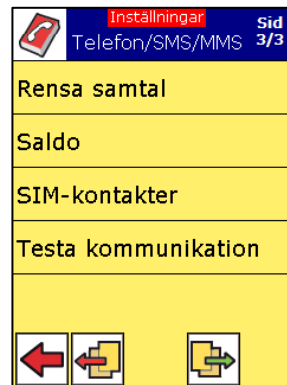 Inställningar
Telefon/SMS/MMS
Sid
3/3
Rensa samtal
Saldo
SIM-kontakter
Testa kommunikation